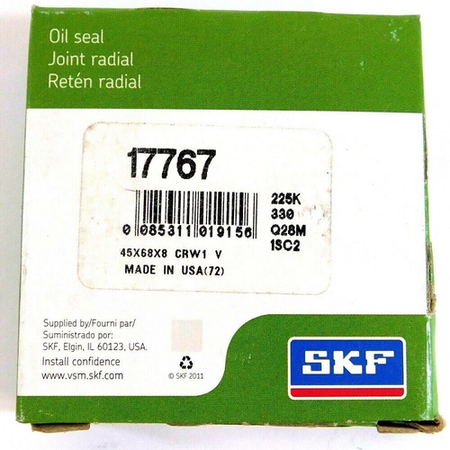 Oil seal
Joint radial
Retén radial
17767
0 085311 019156
225K
330
Q28M
1SC2
45X68X8 CRW1 V
MADE IN USA(72)
Supplied by/Fourni par/
Suministrado por:
SKF, Elgin, IL 60123, USA.
Install confidence
www.vsm.skf.com
© SKF 2011
SKF